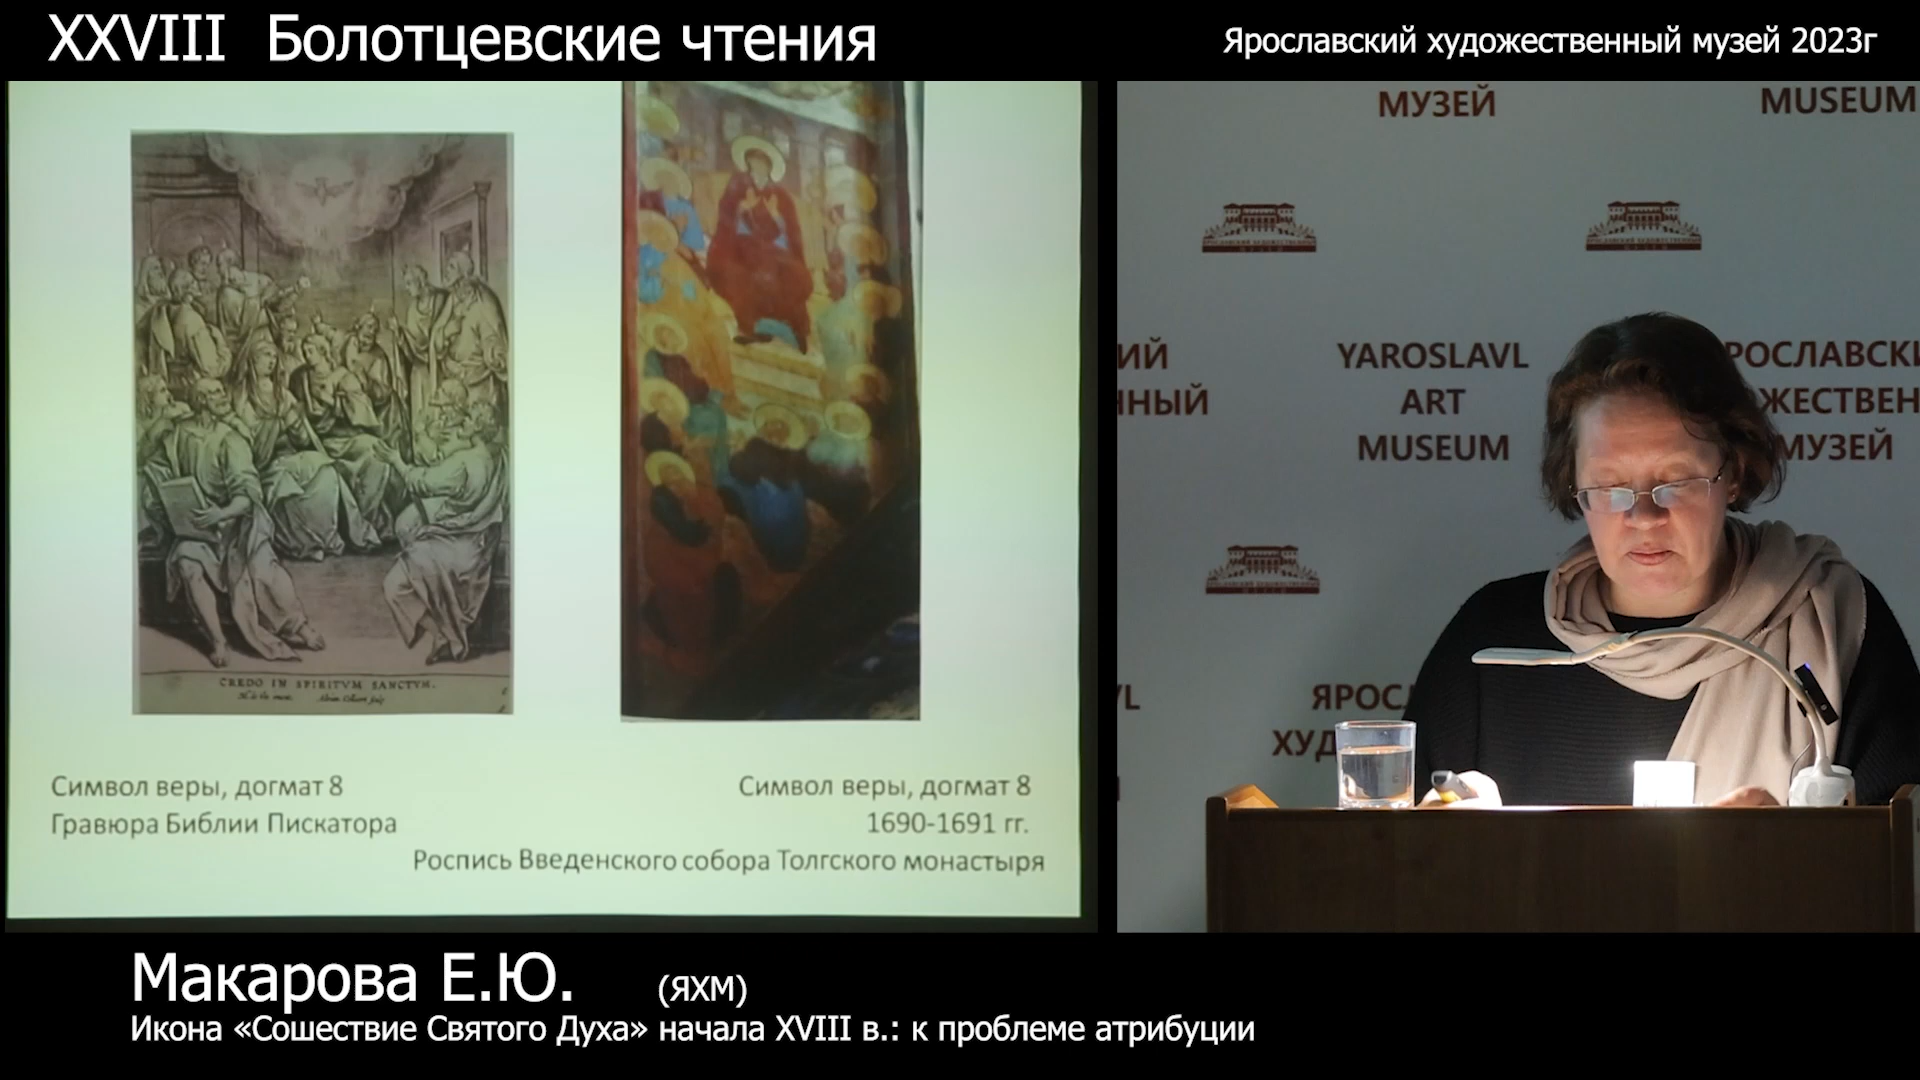 XXVIII Болотцевские чтения
Ярославский художественный музей 2023г
CREDO IN SPIRITVM SANCTVM.
Символ веры, догмат 8
Гравюра Библии Пискатора
Символ веры, догмат 8
1690-1691 гг.
Роспись Введенского собора Толгского монастыря
МУЗЕЙ
MUSEUM
YAROSLAVL
ART
MUSEUM
МУЗЕЙ
Макарова Е.Ю. (ЯХМ)
Икона «Сошествие Святого Духа» начала XVIII в.: к проблеме атрибуции